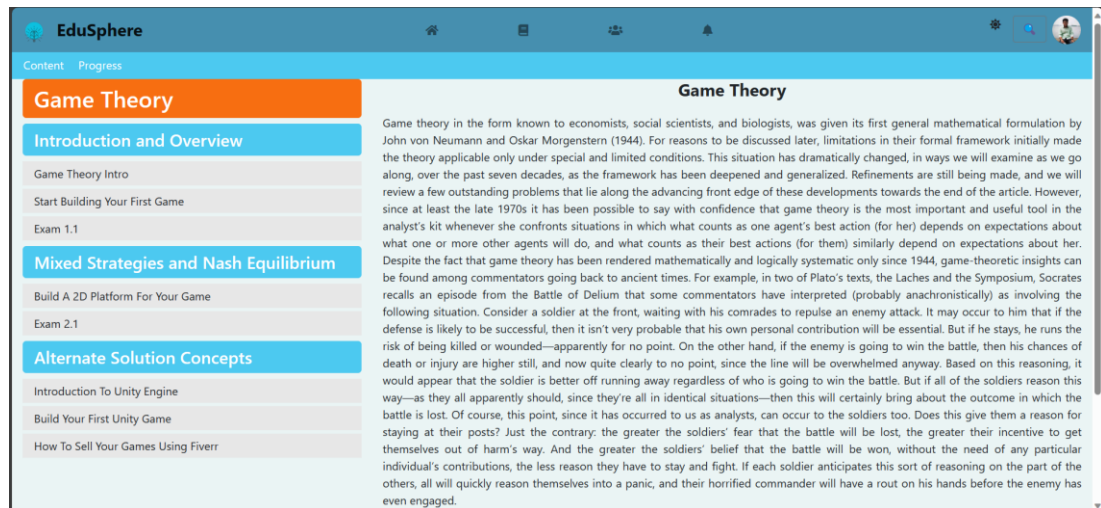 EduSphere
Content Progress
Game Theory
Introduction and Overview
Game Theory Intro
Start Building Your First Game
Exam 1.1
Mixed Strategies and Nash Equilibrium
Build A 2D Platform For Your Game
Exam 2.1
Alternate Solution Concepts
Introduction To Unity Engine
Build Your First Unity Game
How To Sell Your Games Using Fiverr
Game Theory
Game theory in the form known to economists, social scientists, and biologists, was given its first general mathematical formulation by
John von Neumann and Oskar Morgenstern (1944). For reasons to be discussed later, limitations in their formal framework initially made
the theory applicable only under special and limited conditions. This situation has dramatically changed, in ways we will examine as we go
along, over the past seven decades, as the framework has been deepened and generalized. Refinements are still being made, and we will
review a few outstanding problems that lie along the advancing front edge of these developments towards the end of the article. However,
since at least the late 1970s it has been possible to say with confidence that game theory is the most important and useful tool in the
analyst's kit whenever she confronts situations in which what counts as one agent's best action (for her) depends on expectations about
what one or more other agents will do, and what counts as their best actions (for them) similarly depend on expectations about her.
Despite the fact that game theory has been rendered mathematically and logically systematic only since 1944, game-theoretic insights can
be found among commentators going back to ancient times. For example, in two of Plato's texts, the Laches and the Symposium, Socrates
recalls an episode from the Battle of Delium that some commentators have interpreted (probably anachronistically) as involving the
following situation. Consider a soldier at the front, waiting with his comrades to repulse an enemy attack. It may occur to him that if the
defense is likely to be successful, then it isn't very probable that his own personal contribution will be essential. But if he stays, he runs the
risk of being killed or wounded—apparently for no point. On the other hand, if the enemy is going to win the battle, then his chances of
death or injury are higher still, and now quite clearly to no point, since the line will be overwhelmed anyway. Based on this reasoning, it
would appear that the soldier is better off running away regardless of who is going to win the battle. But if all of the soldiers reason this
way—as they all apparently should, since they're all in identical situations—then this will certainly bring about the outcome in which the
battle is lost. Of course, this point, since it has occurred to us as analysts, can occur to the soldiers too. Does this give them a reason for
staying at their posts? Just the contrary: the greater the soldiers' fear that the battle will be lost, the greater their incentive to get
themselves out of harm's way. And the greater the soldiers' belief that the battle will be won, without the need of any particular
individual's contributions, the less reason they have to stay and fight. If each soldier anticipates this sort of reasoning on the part of the
others, all will quickly reason themselves into a panic, and their horrified commander will have a rout on his hands before the enemy has
even engaged.